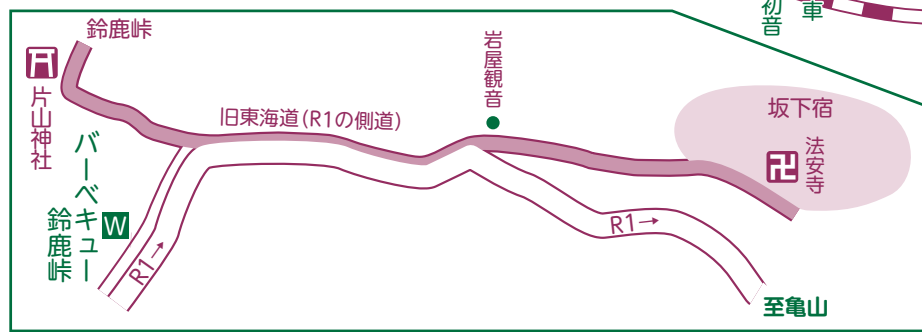 初音
車
鈴鹿峠
片山神社
バーベキュー
鈴鹿峠
W
R1→
旧東海道(R1の側道)
岩屋観音
坂下宿
卍
法安寺
R1→
至亀山